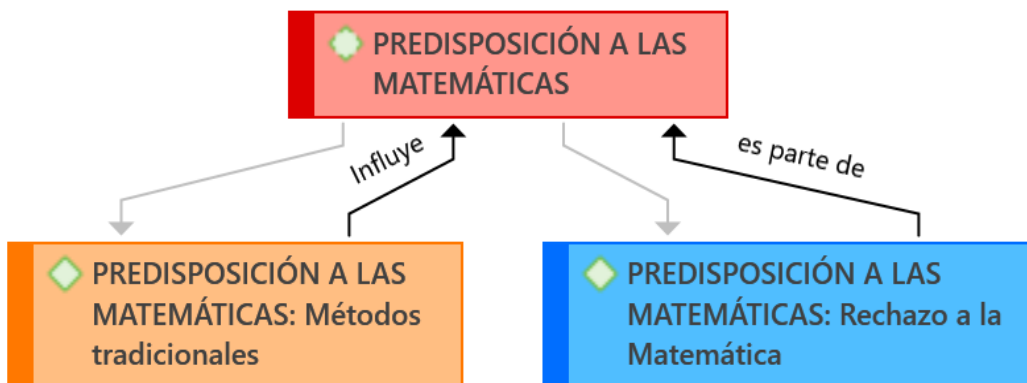 PREDISPOSICIÓN A LAS
MATEMÁTICAS
Influye
es parte de
PREDISPOSICIÓN A LAS
MATEMÁTICAS: Métodos
tradicionales
PREDISPOSICIÓN A LAS
MATEMÁTICAS: Rechazo a la
Matemática